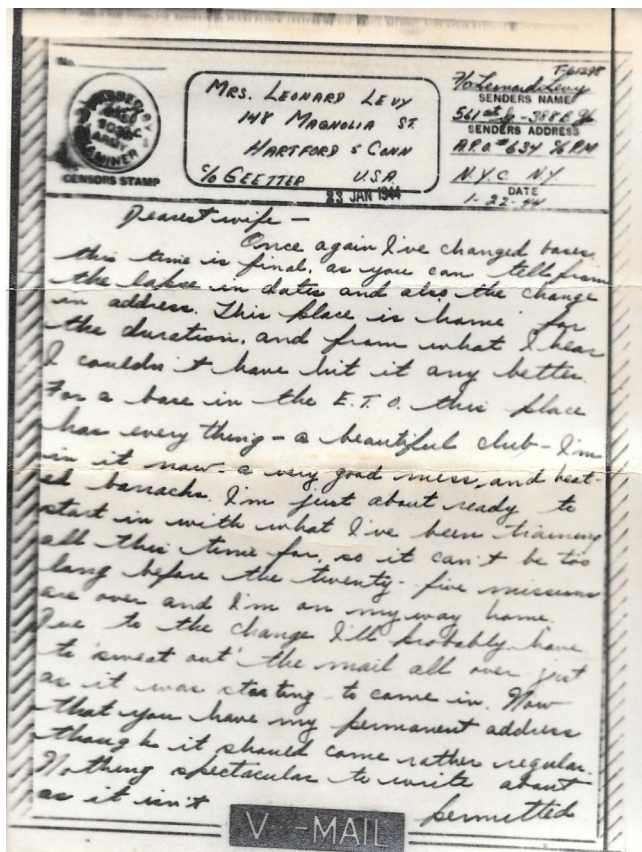 No.
ARMY
EXAMINER
CENSORS STAMP
MRS. LEONARD LEVY
148 MAGNOLIA ST.
HARTFORD 5 CONN
c/o GEETTER U.S.A.
23 JAN 1944
T-61298
F/o Leonard Levy
SENDERS NAME
SENDERS ADDRESS
A.P.O. #634 % P.M.
N.Y.C. N.Y.
DATE
1-22-44
Dearest wife -
Once again I've changed bases.
this time is final, as you can tell from
the lapse in dates and also the change
in address. This place is 'home' for
the duration, and from what I hear
I couldn't have hit it any better.
For a base in the E.T.O. this place
has everything - a beautiful club - I'm
in it now - a very good mess, and heat-
ed barracks. I'm just about ready to
start in with what I've been training
all this time for, so it can't be too
long before the twenty-five missions
are over and I'm on my way home.
Due to the change I'll probably have
to 'sweat out' the mail all over just
as it was starting to come in. Now
that you have my permanent address
though it should come rather regular.
Nothing spectacular to write about
as it isn't permitted
V···-MAIL